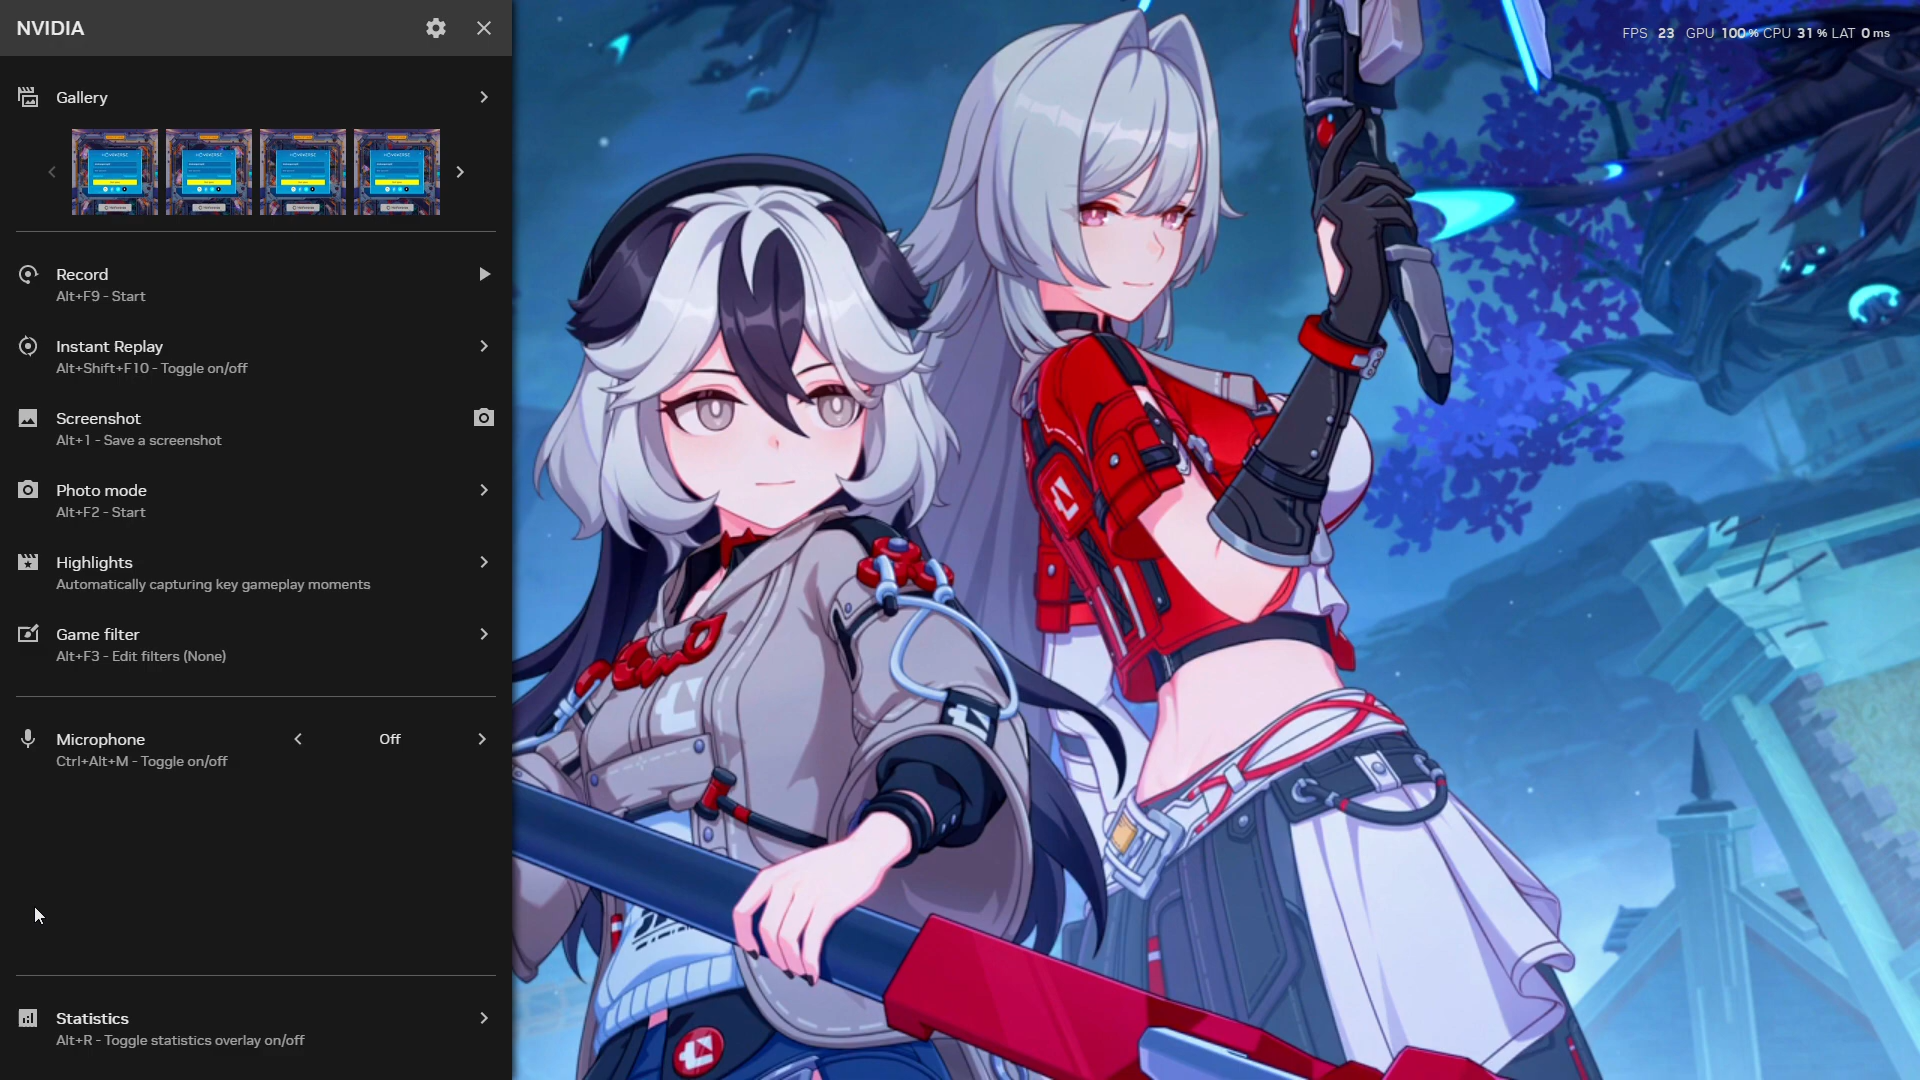 NVIDIA
FPS 23 GPU 100 % CPU 31 % LAT 0 ms
Gallery
Record
Alt+F9 - Start
Instant Replay
Alt+Shift+F10 - Toggle on/off
Screenshot
Alt+1 - Save a screenshot
Photo mode
Alt+F2 - Start
Highlights
Automatically capturing key gameplay moments
Game filter
Alt+F3 - Edit filters (None)
Microphone
Off
Ctrl+Alt+M - Toggle on/off
Statistics
Alt+R - Toggle statistics overlay on/off